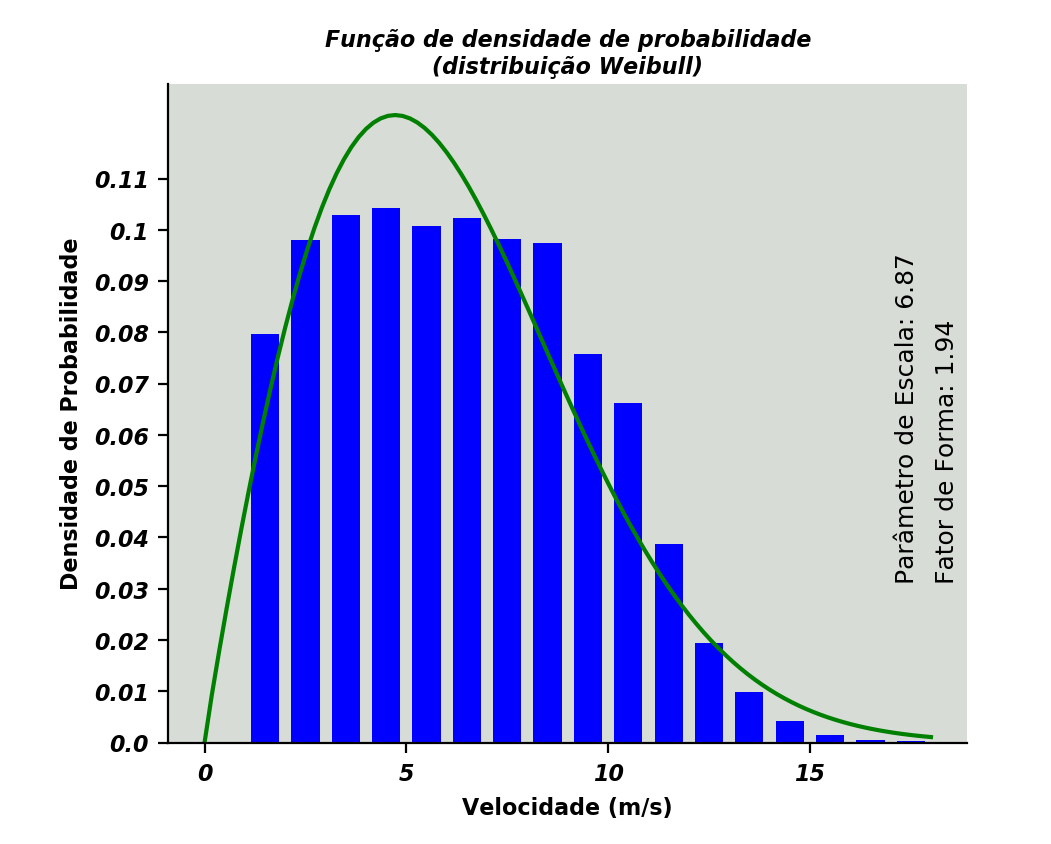 Função de densidade de probabilidade
(distribuição Weibull)
Densidade de Probabilidade
0.11
0.1
0.09
0.08
0.07
0.06
0.05
0.04
0.03
0.02
0.01
0.0
Parâmetro de Escala: 6.87
Fator de Forma: 1.94
0
5
10
15
Velocidade (m/s)